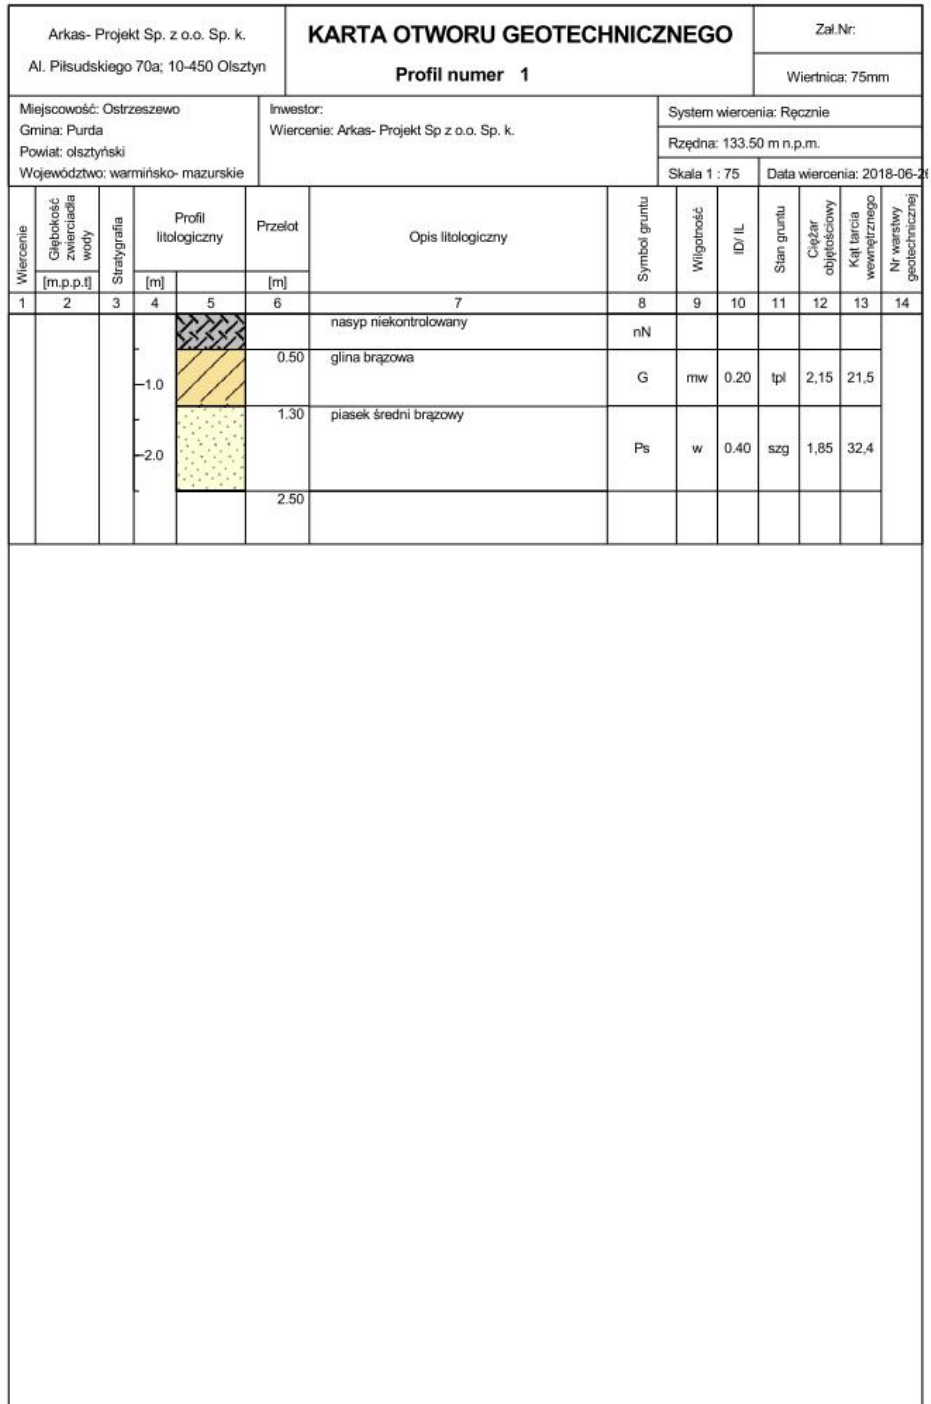 Arkas- Projekt Sp. z o.o. Sp. k.
Al. Piłsudskiego 70a; 10-450 Olsztyn
KARTA OTWORU GEOTECHNICZNEGO
Profil numer 1
Zał.Nr:
Wiertnica: 75mm
Miejscowość: Ostrzeszewo
Gmina: Purda
Powiat: olsztyński
Województwo: warmińsko- mazurskie
Inwestor:
Wiercenie: Arkas- Projekt Sp z o.o. Sp. k.
System wiercenia: Ręcznie
Rzędna: 133.50 m n.p.m.
Skala 1 : 75
Data wiercenia: 2018-06-26
Wiercenie
Głębokość
zwierciadła
wody
[m.p.p.t]
Stratygrafia
Profil
litologiczny
[m]
Przelot
[m]
Opis litologiczny
Symbol gruntu
Wilgotność
ID/ IL
Stan gruntu
Ciężar
objętościowy
Kąt tarcia
wewnętrznego
Nr warstwy
geotechnicznej
1 2 3 4 5 6 7 8 9 10 11 12 13 14
nasyp niekontrolowany
nN
0.50 glina brązowa
1.0
G mw 0.20 tpl 2,15 21,5
1.30 piasek średni brązowy
2.0
Ps w 0.40 szg 1,85 32,4
2.50